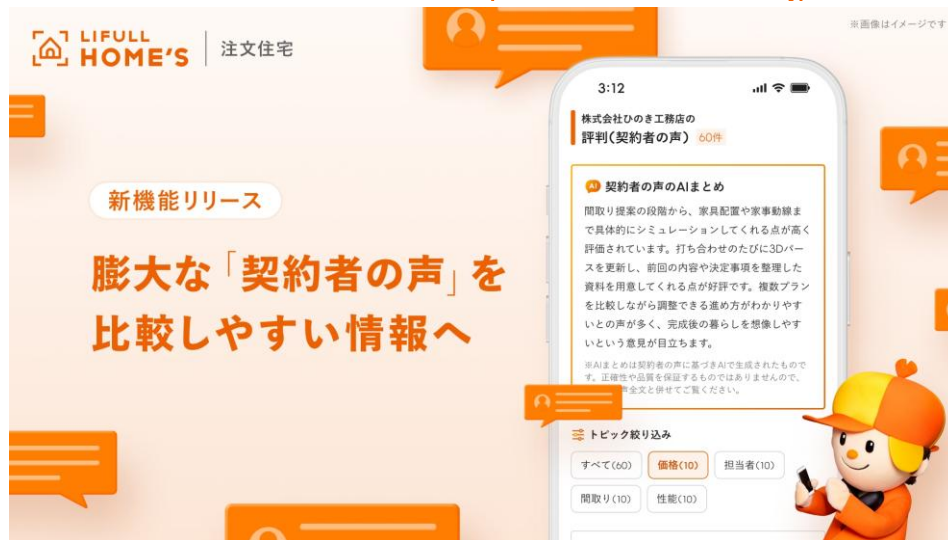 LIFULL
HOME'S
注文住宅
※画像はイメージです
新機能リリース
膨大な「契約者の声」を
比較しやすい情報へ
3:12
株式会社ひのき工務店の
評判(契約者の声) 60件
AI 契約者の声のAIまとめ
間取り提案の段階から、家具配置や家事動線ま
で具体的にシミュレーションしてくれる点が高く
評価されています。打ち合わせのたびに3Dパー
スを更新し、前回の内容や決定事項を整理した
資料を用意してくれる点が好評です。複数プラン
を比較しながら調整できる進め方がわかりやす
いとの声が多く、完成後の暮らしを想像しやす
いという意見が目立ちます。
※AIまとめは契約者の声に基づきAIで生成されたもので
す。正確性や品質を保証するものではありませんので、
声全文と併せてご覧ください。
トピック絞り込み
すべて(60) 価格(10) 担当者(10)
間取り(10) 性能(10)